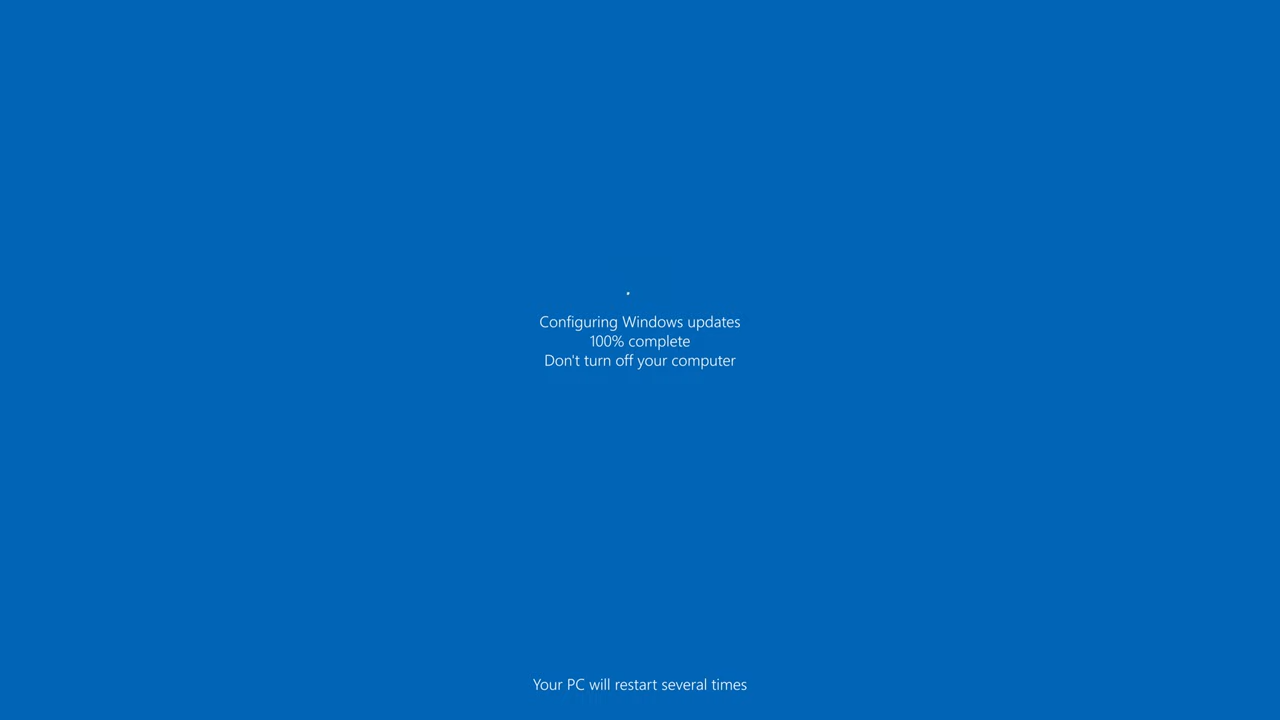 Configuring Windows updates
100% complete
Don't turn off your computer
Your PC will restart several times